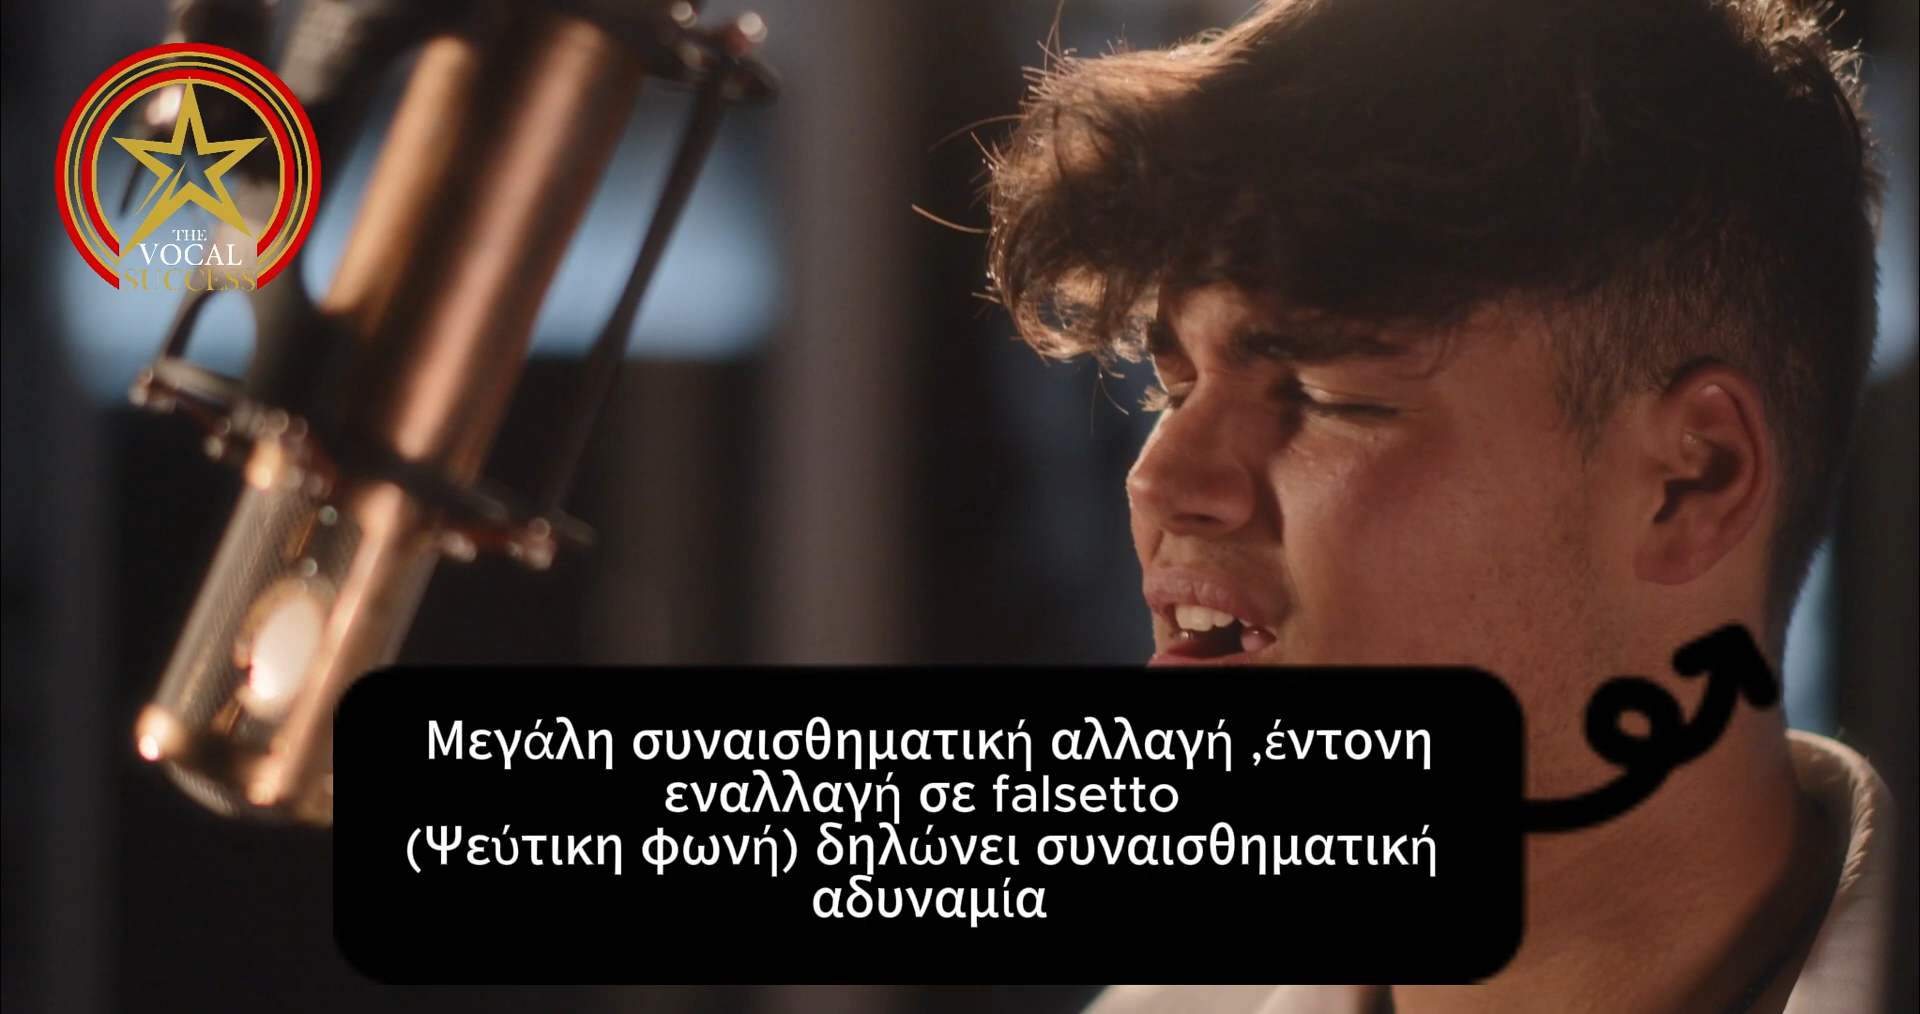 THE
VOCAL
SUCCESS
Μεγάλη συναισθηματική αλλαγή ,έντονη
εναλλαγή σε falsetto
(Ψεύτικη φωνή) δηλώνει συναισθηματική
αδυναμία